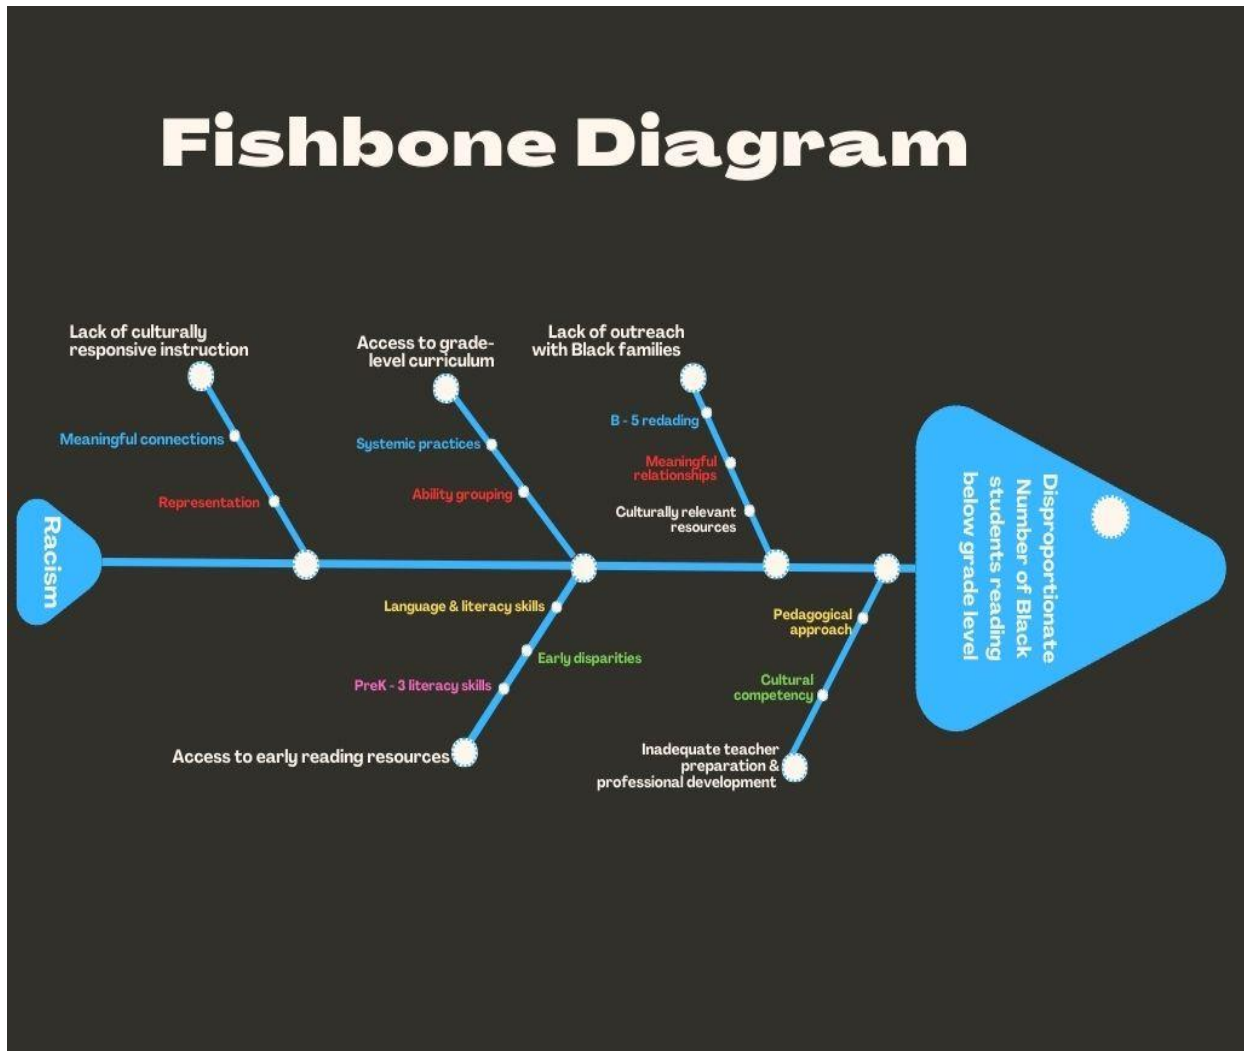 Fishbone Diagram
Lack of culturally
responsive instruction
Meaningful connections
Representation
Access to grade-
level curriculum
Systemic practices
Ability grouping
Lack of outreach
with Black families
B - 5 redading
Meaningful
relationships
Culturally relevant
resources
Racism
Disproportionate
Number of Black
students reading
below grade level
Language & literacy skills
Early disparities
PreK - 3 literacy skills
Access to early reading resources
Pedagogical
approach
Cultural
competency
Inadequate teacher
preparation &
professional development